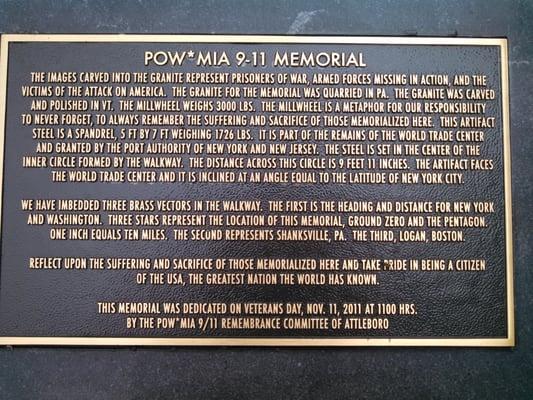 POW*MIA 9-11 MEMORIAL
THE IMAGES CARVED INTO THE GRANITE REPRESENT PRISONERS OF WAR, ARMED FORCES MISSING IN ACTION, AND THE
VICTIMS OF THE ATTACK ON AMERICA. THE GRANITE FOR THE MEMORIAL WAS QUARRIED IN PA. THE GRANITE WAS CARVED
AND POLISHED IN VT. THE MILLWHEEL WEIGHS 3000 LBS. THE MILLWHEEL IS A METAPHOR FOR OUR RESPONSIBILITY
TO NEVER FORGET, TO ALWAYS REMEMBER THE SUFFERING AND SACRIFICE OF THOSE MEMORIALIZED HERE. THIS ARTIFACT
STEEL IS A SPANDREL, 5 FT BY 7 FT WEIGHING 1726 LBS. IT IS PART OF THE REMAINS OF THE WORLD TRADE CENTER
AND GRANTED BY THE PORT AUTHORITY OF NEW YORK AND NEW JERSEY. THE STEEL IS SET IN THE CENTER OF THE
INNER CIRCLE FORMED BY THE WALKWAY. THE DISTANCE ACROSS THIS CIRCLE IS 9 FEET 11 INCHES. THE ARTIFACT FACES
THE WORLD TRADE CENTER AND IT IS INCLINED AT AN ANGLE EQUAL TO THE LATITUDE OF NEW YORK CITY.
WE HAVE IMBEDDED THREE BRASS VECTORS IN THE WALKWAY. THE FIRST IS THE HEADING AND DISTANCE FOR NEW YORK
AND WASHINGTON. THREE STARS REPRESENT THE LOCATION OF THIS MEMORIAL, GROUND ZERO AND THE PENTAGON.
ONE INCH EQUALS TEN MILES. THE SECOND REPRESENTS SHANKSVILLE, PA. THE THIRD, LOGAN, BOSTON.
REFLECT UPON THE SUFFERING AND SACRIFICE OF THOSE MEMORIALIZED HERE AND TAKE PRIDE IN BEING A CITIZEN
OF THE USA, THE GREATEST NATION THE WORLD HAS KNOWN.
THIS MEMORIAL WAS DEDICATED ON VETERANS DAY, NOV. 11, 2011 AT 1100 HRS.
BY THE POW*MIA 9/11 REMEMBRANCE COMMITTEE OF ATTLEBORO